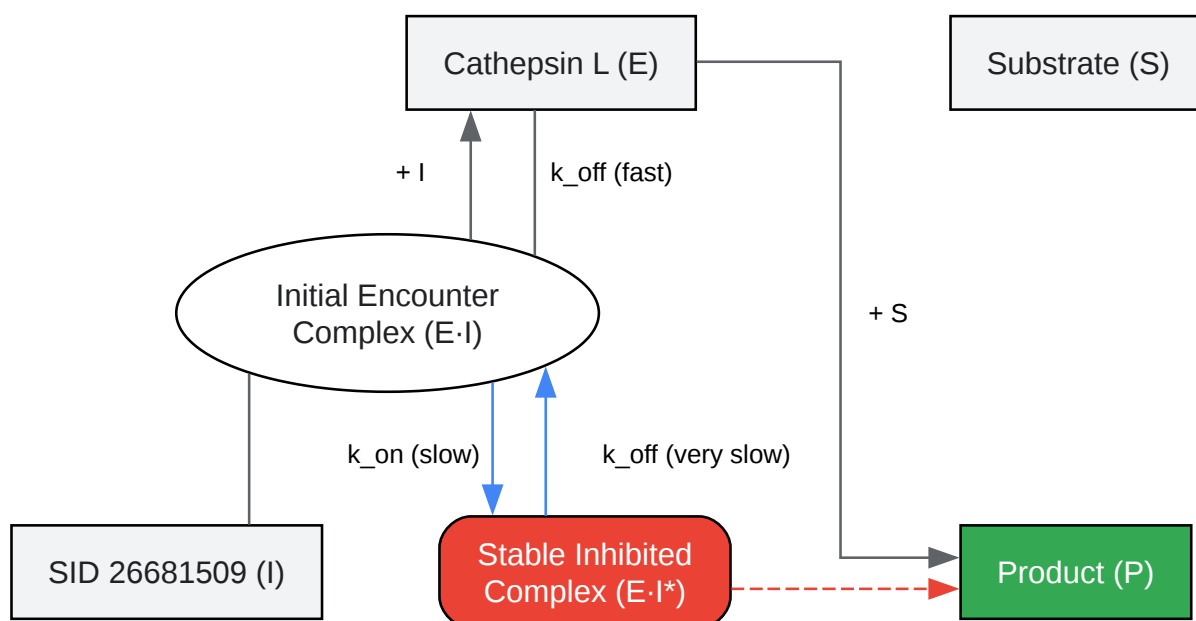 Cathepsin L (E)
Substrate (S)
+ I
k_off (fast)
Initial Encounter
Complex (E·I)
+ S
k_on (slow)
k_off (very slow)
SID 26681509 (I)
Stable Inhibited
Complex (E·I*)
Product (P)